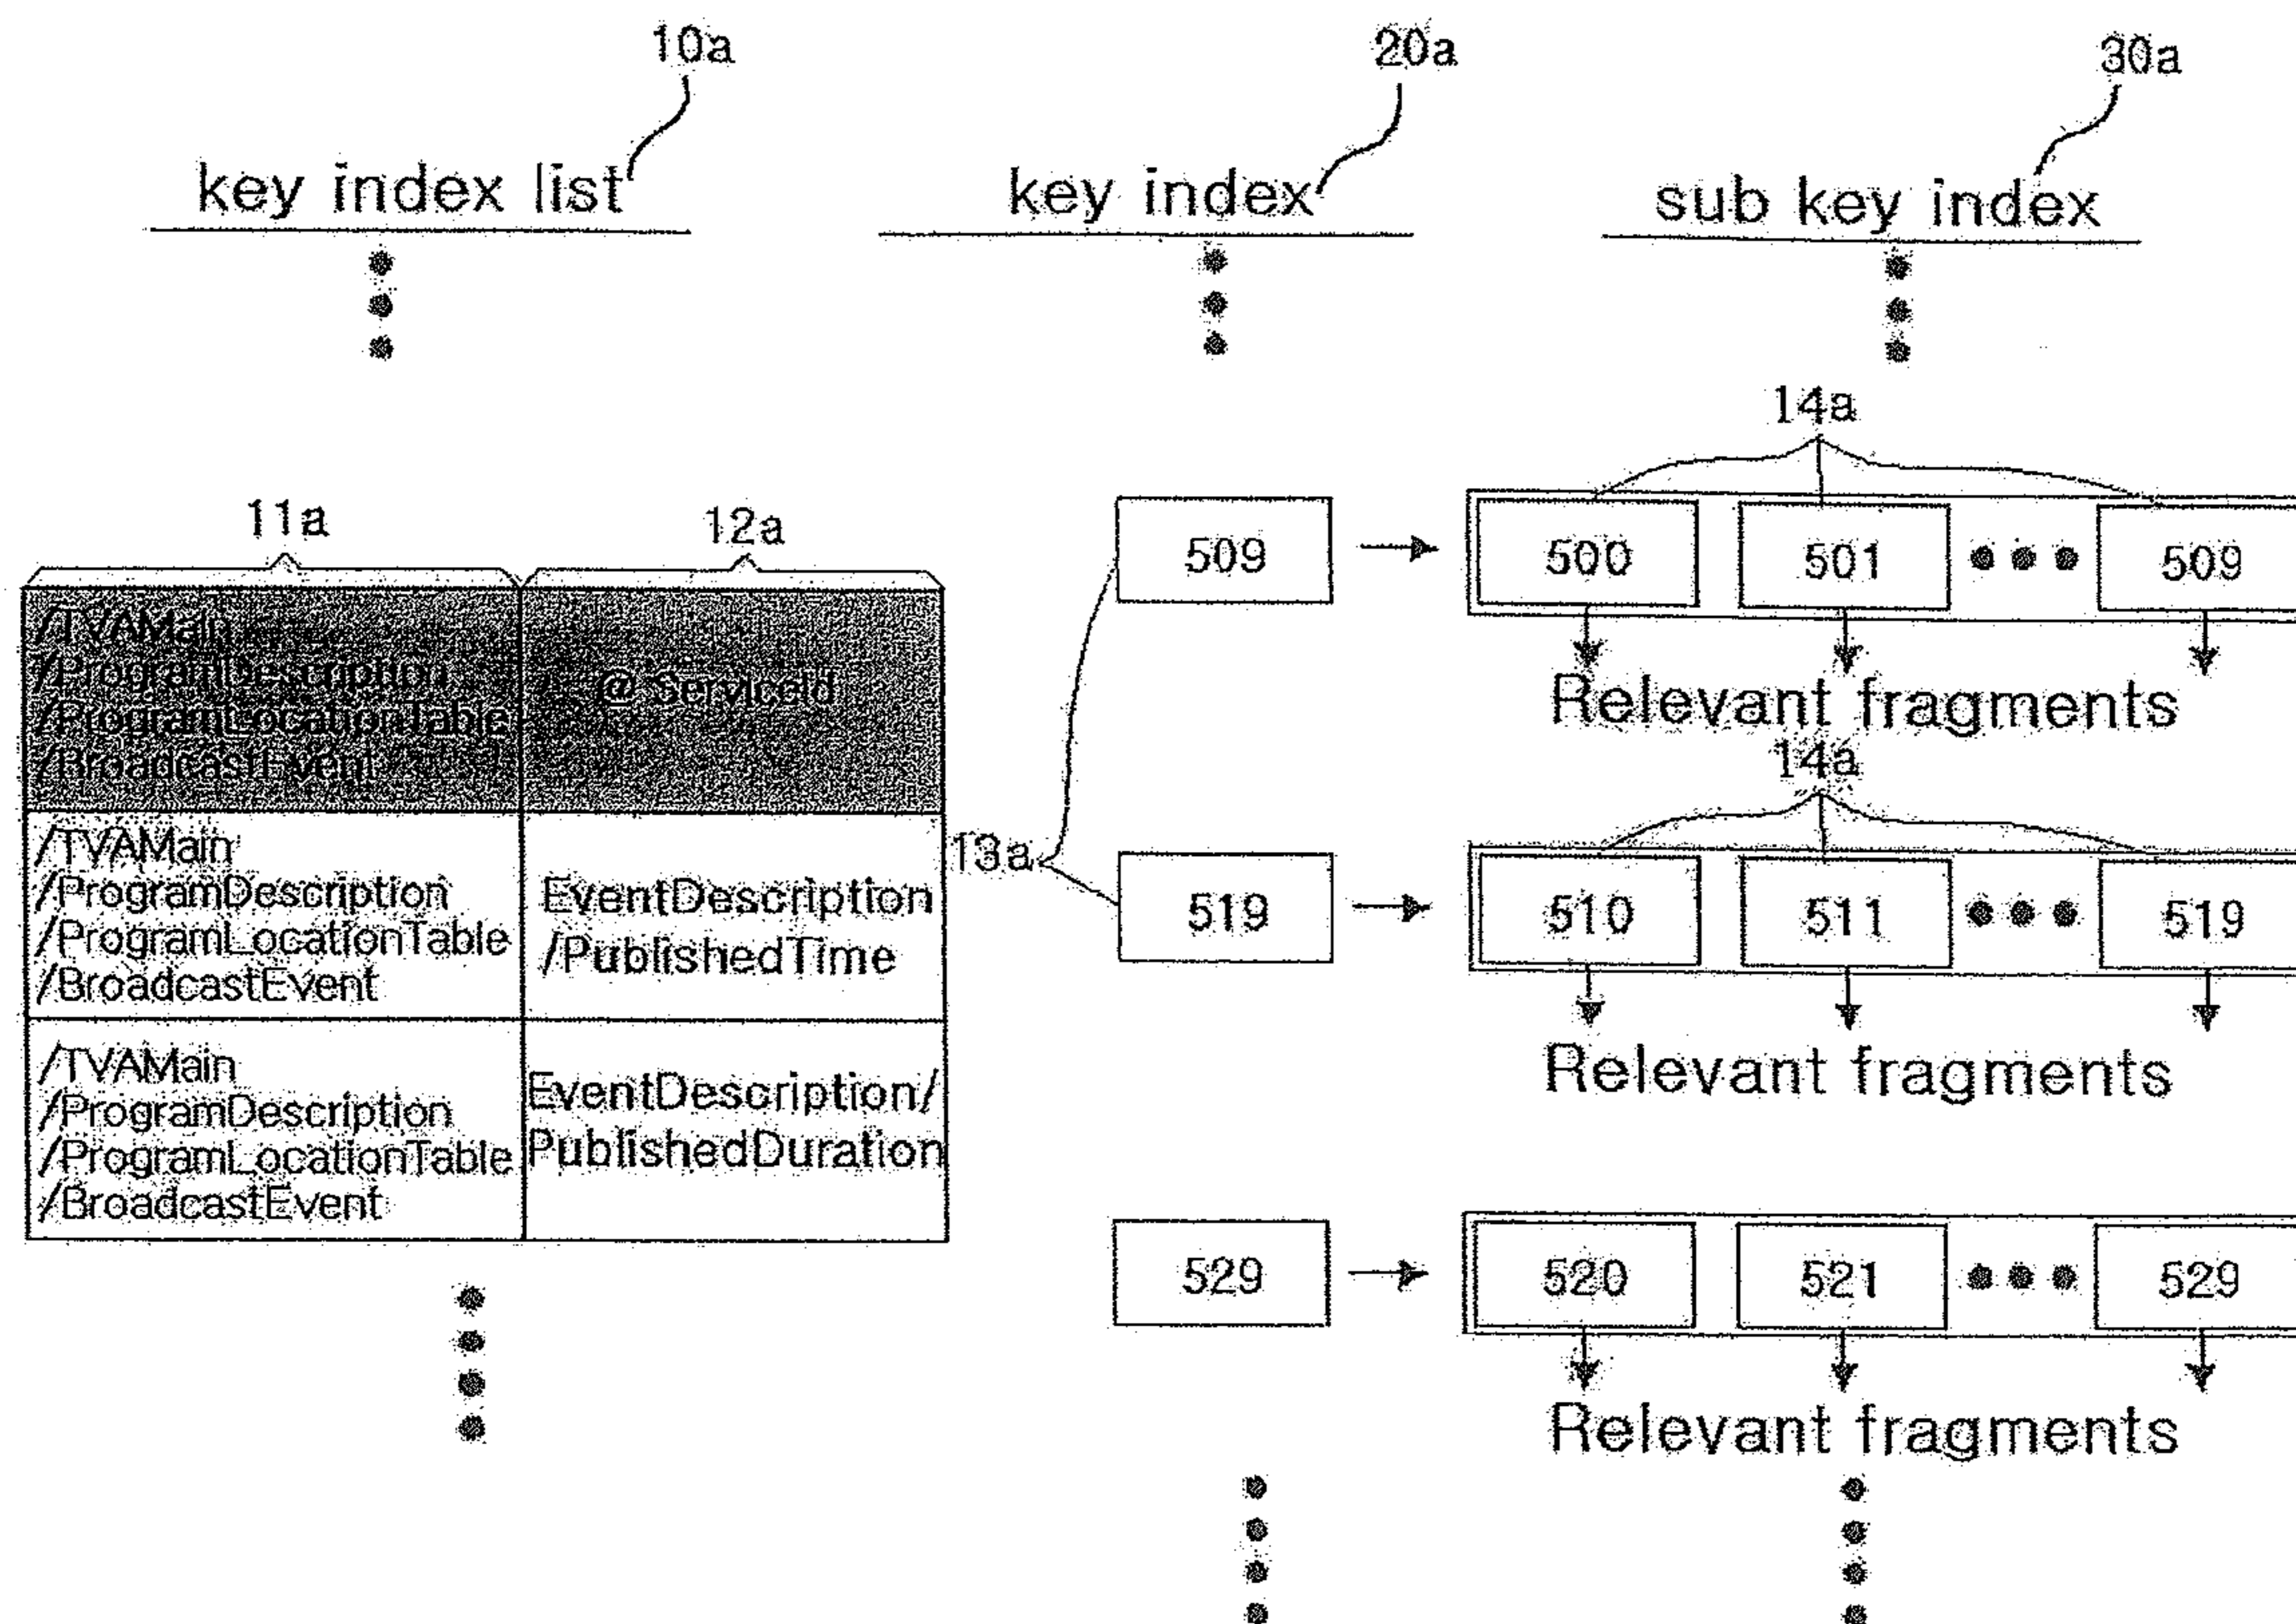 10a
20a
30a
key index list
key index
sub key index
14a
11a
12a
509
500
501
509
/TVAMain
/ProgramDescription
/ProgramLocationTable
/BroadcastEvent
@ ServiceId
Relevant fragments
14a
13a
/TVAMain
/ProgramDescription
/ProgramLocationTable
/BroadcastEvent
EventDescription
/PublishedTime
519
510
511
519
Relevant fragments
/TVAMain
/ProgramDescription
/ProgramLocationTable
/BroadcastEvent
EventDescription/
PublishedDuration
529
520
521
529
Relevant fragments